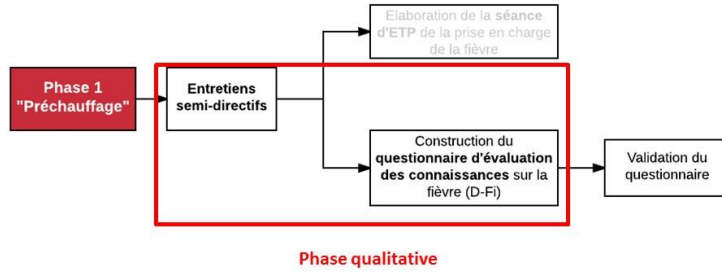 Elaboration de la séance
d'ETP de la prise en charge
de la fièvre
Phase 1
"Préchauffage"
Entretiens
semi-directifs
Construction du
questionnaire d'évaluation
des connaissances sur la
fièvre (D-Fi)
Validation du
questionnaire
Phase qualitative